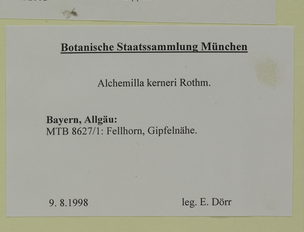 Botanische Staatssammlung München
Alchemilla kerneri Rothm.
Bayern, Allgäu:
MTB 8627/1: Fellhorn, Gipfelnähe.
9. 8.1998 leg. E. Dörr